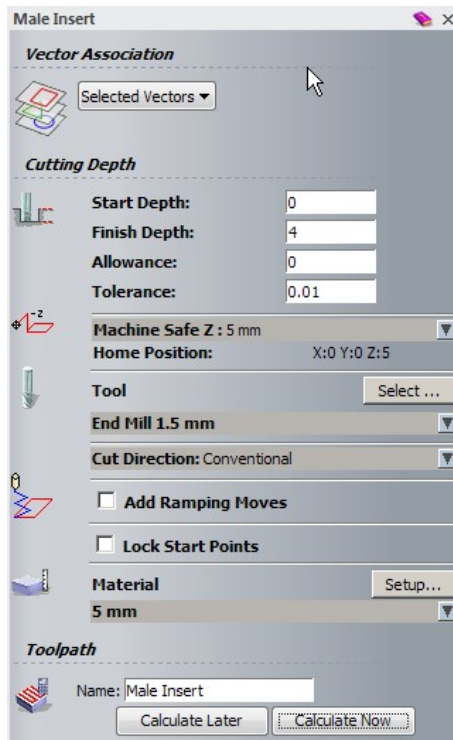 Male Insert
Vector Association
Selected Vectors
Cutting Depth
Start Depth: 0
Finish Depth: 4
Allowance: 0
Tolerance: 0.01
-z
Machine Safe Z : 5 mm
Home Position: X:0 Y:0 Z:5
Tool Select ...
End Mill 1.5 mm
Cut Direction: Conventional
Add Ramping Moves
Lock Start Points
Material Setup...
5 mm
Toolpath
Name: Male Insert
Calculate Later Calculate Now